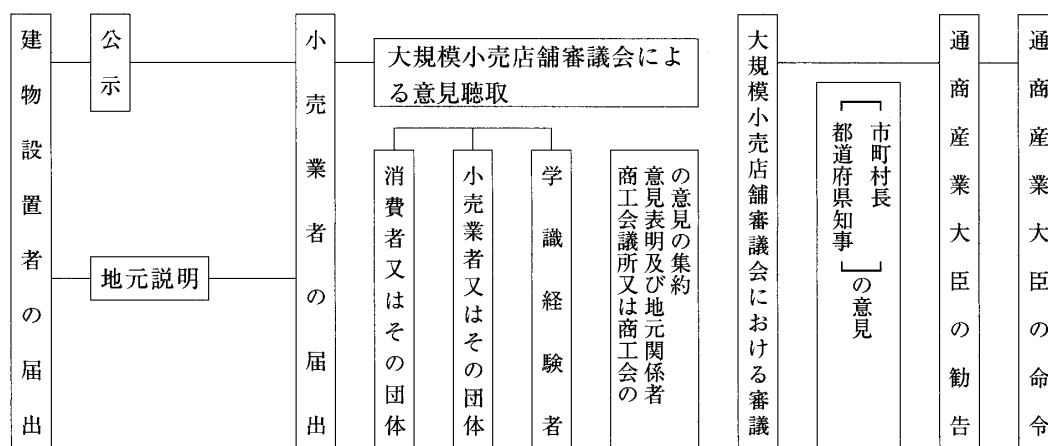 建物設置者の届出
公示
地元説明
小売業者の届出
大規模小売店舗審議会によ
る意見聴取
消費者又はその団体
小売業者又はその団体
学識経験者
商工会議所又は商工会の
意見表明及び地元関係者
の意見の集約
大規模小売店舗審議会における審議
市町村長
都道府県知事
の意見
通商産業大臣の勧告
通商産業大臣の命令